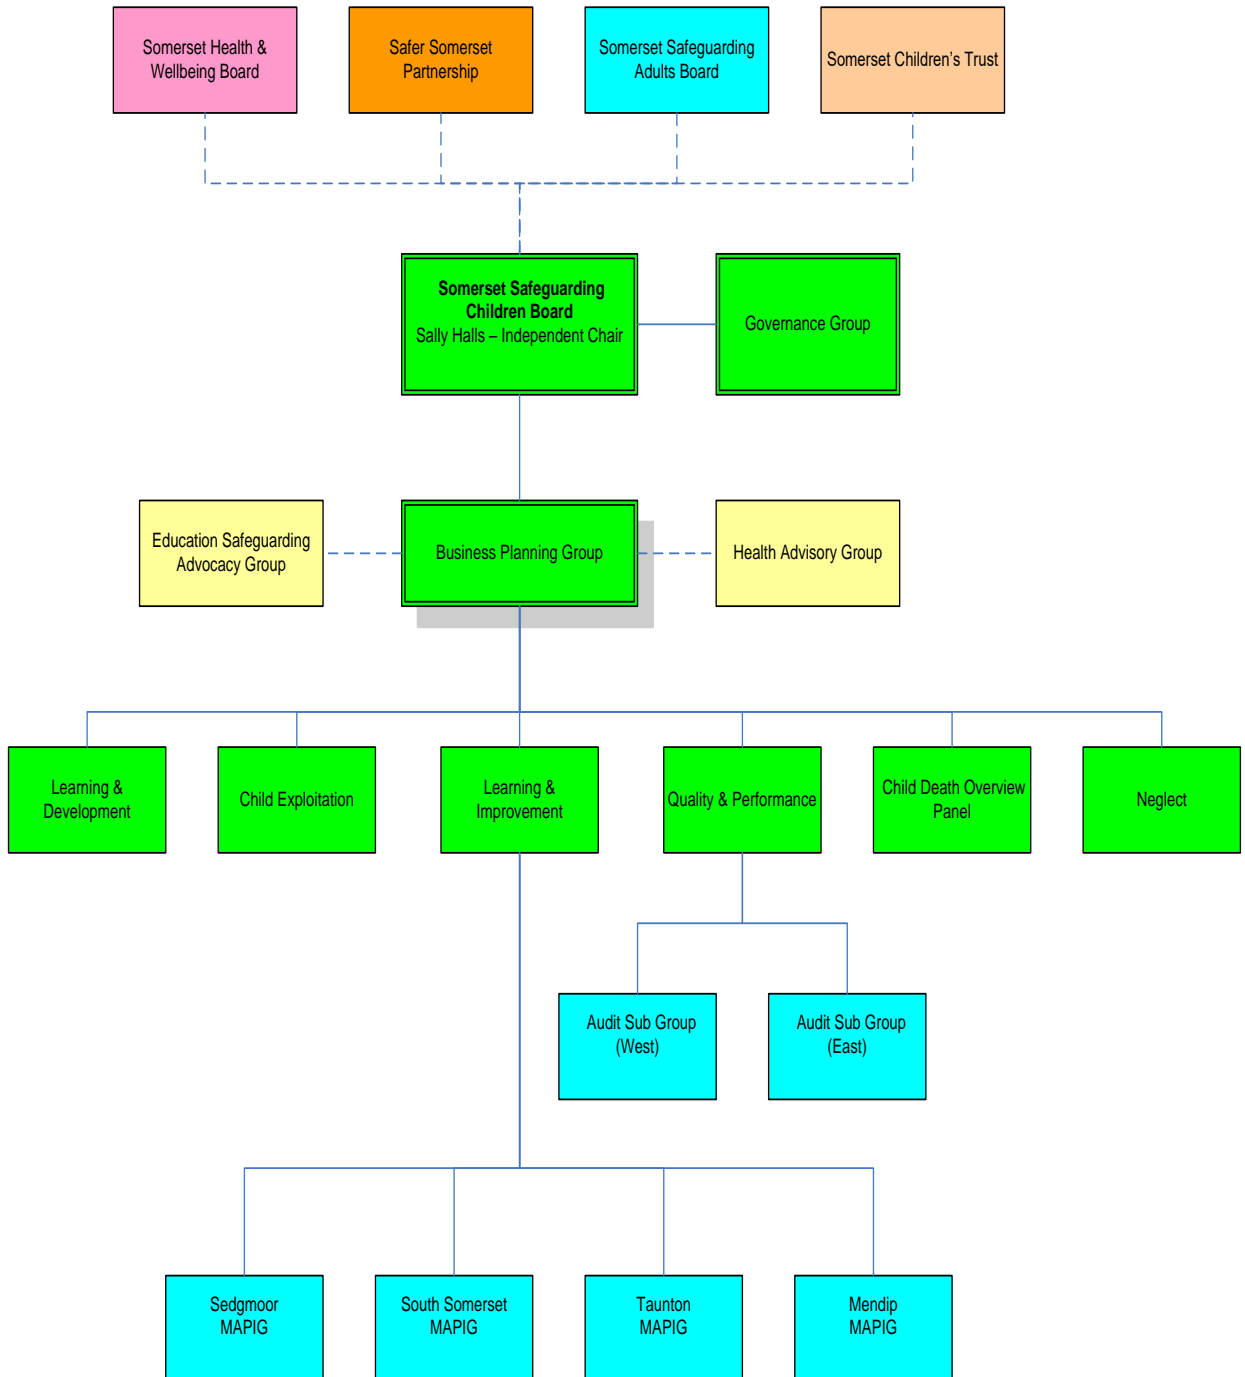 Somerset Health &
Wellbeing Board
Safer Somerset
Partnership
Somerset Safeguarding
Adults Board
Somerset Children's Trust
Somerset Safeguarding
Children Board
Sally Halls – Independent Chair
Governance Group
Education Safeguarding
Advocacy Group
Business Planning Group
Health Advisory Group
Learning &
Development
Child Exploitation
Learning &
Improvement
Quality & Performance
Child Death Overview
Panel
Neglect
Audit Sub Group
(West)
Audit Sub Group
(East)
Sedgmoor
MAPIG
South Somerset
MAPIG
Taunton
MAPIG
Mendip
MAPIG